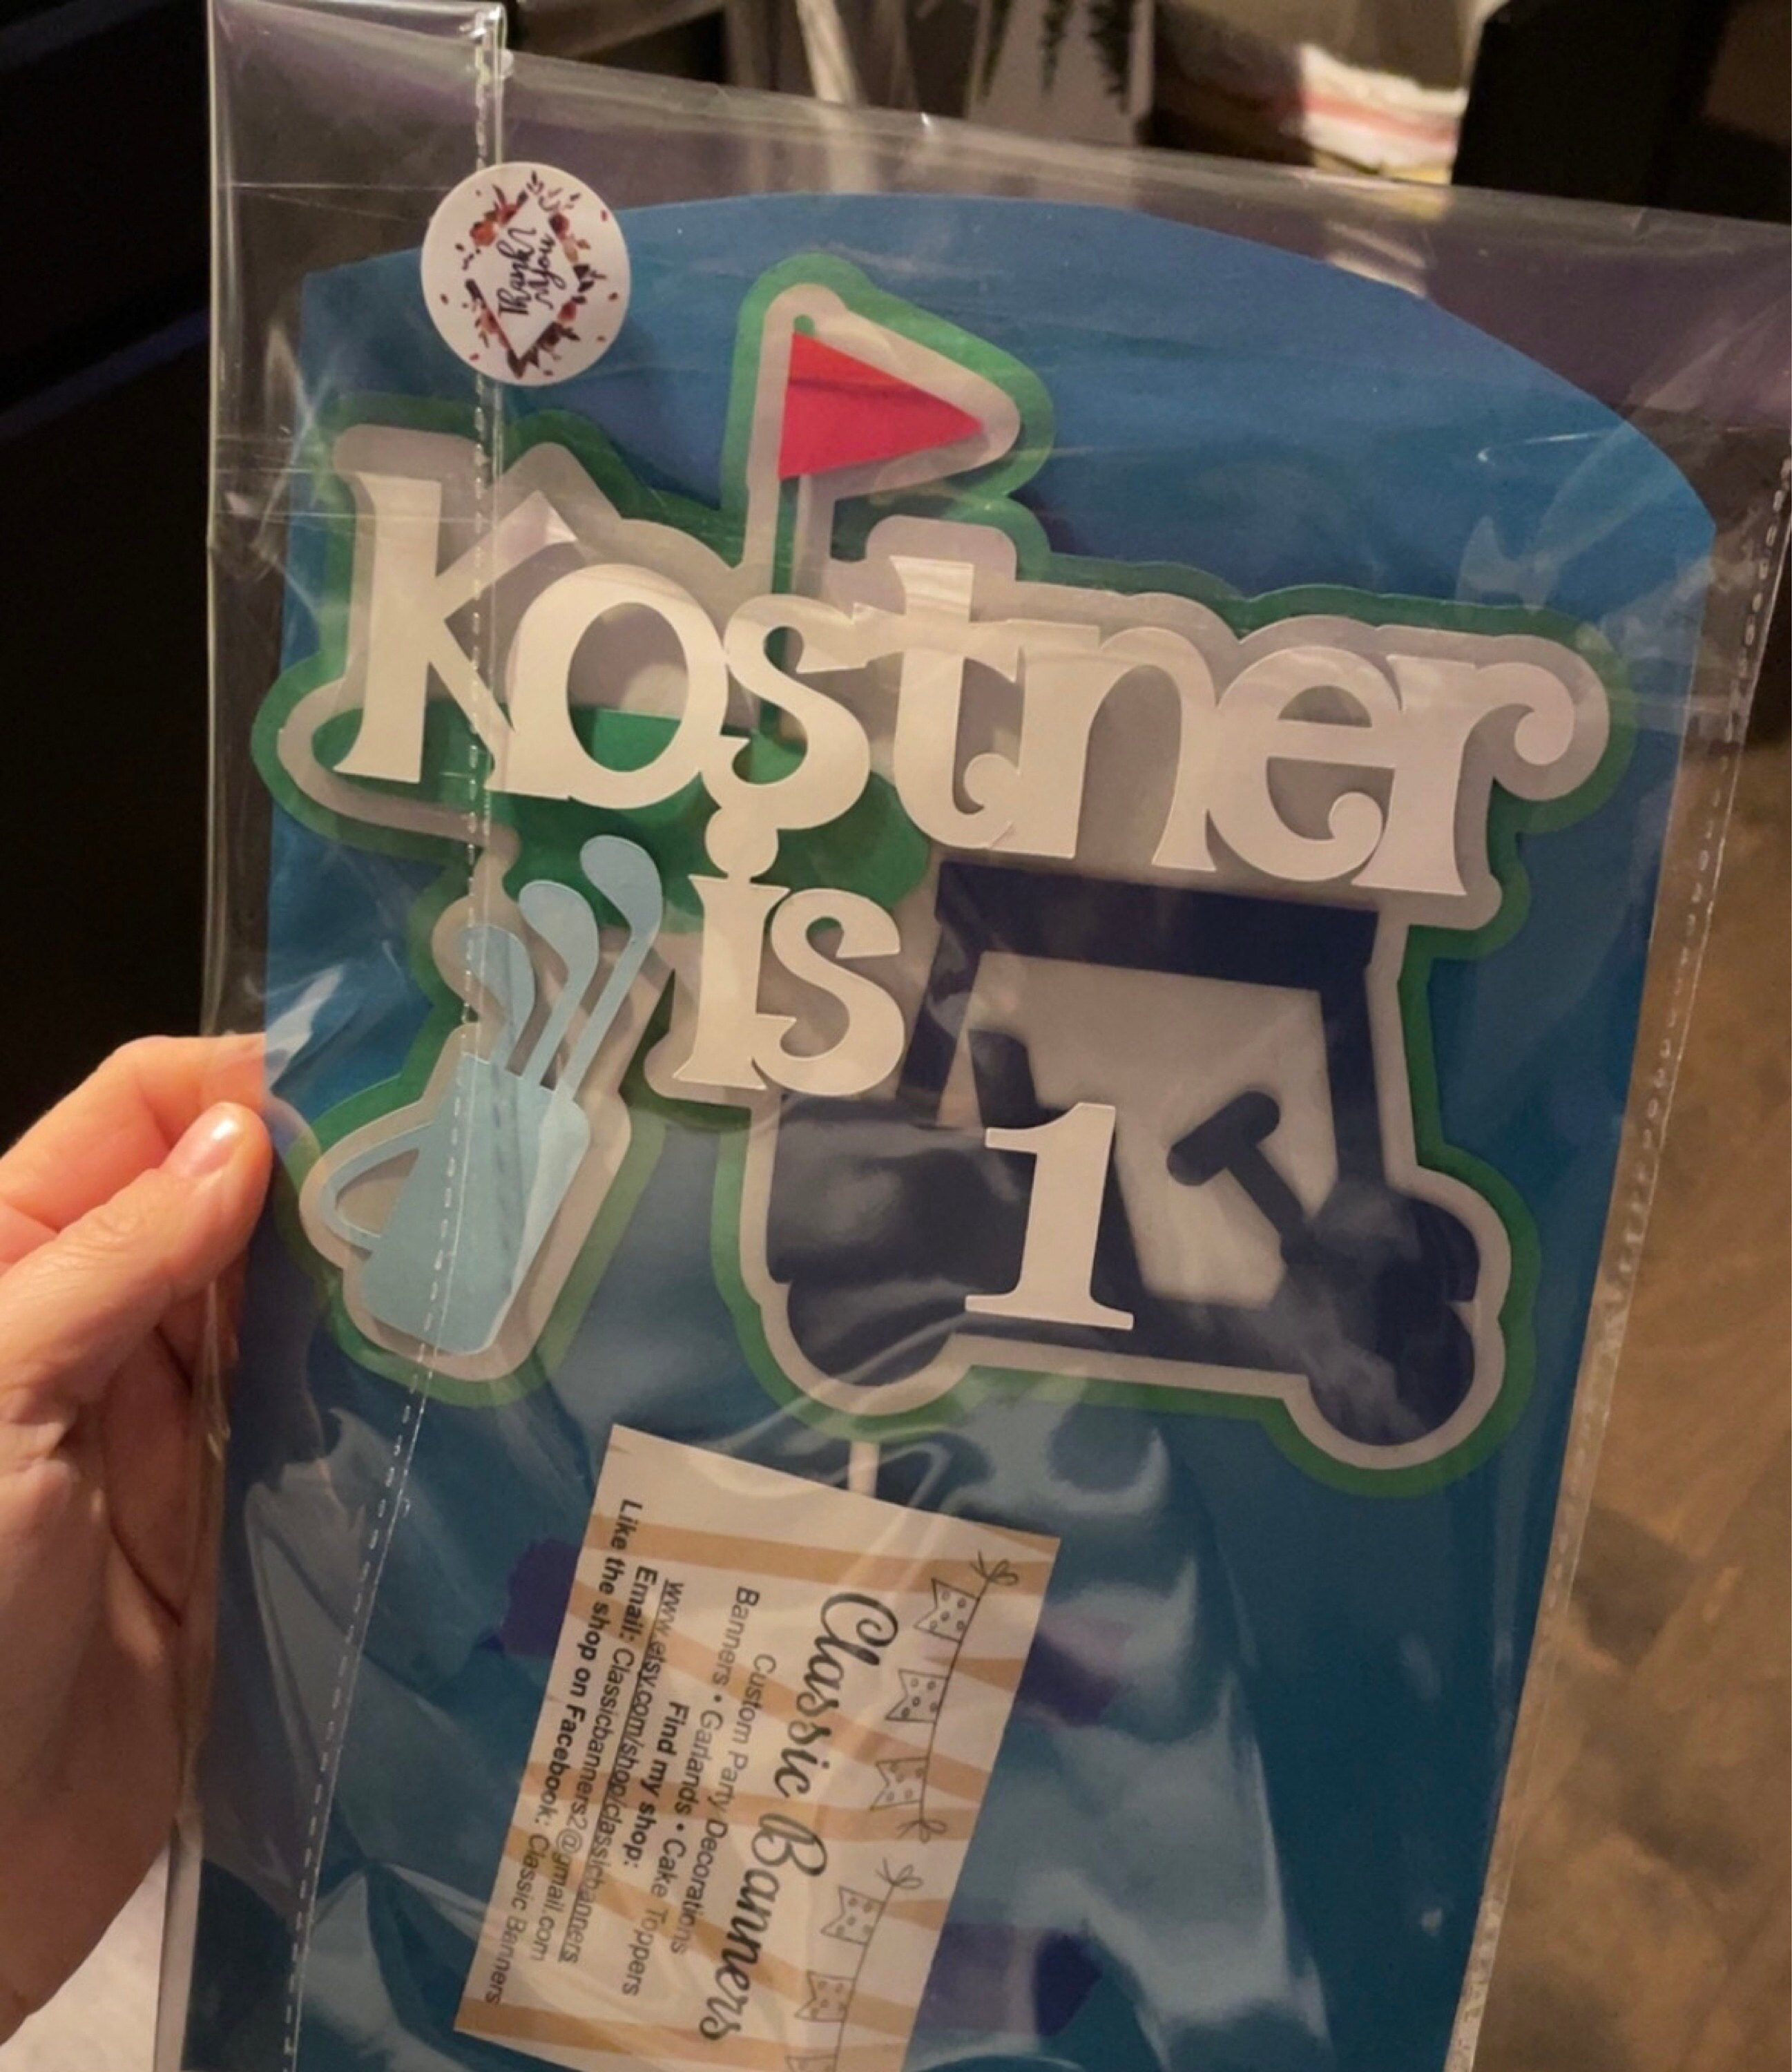 Thank
You
Kostner
is
1
Classic Banners
Custom Party Decorations
Banners • Garlands • Cake Toppers
Find my shop:
www.etsy.com/shop/classicbanners
Email: Classicbanners2@gmail.com
Like the shop on Facebook: Classic Banners